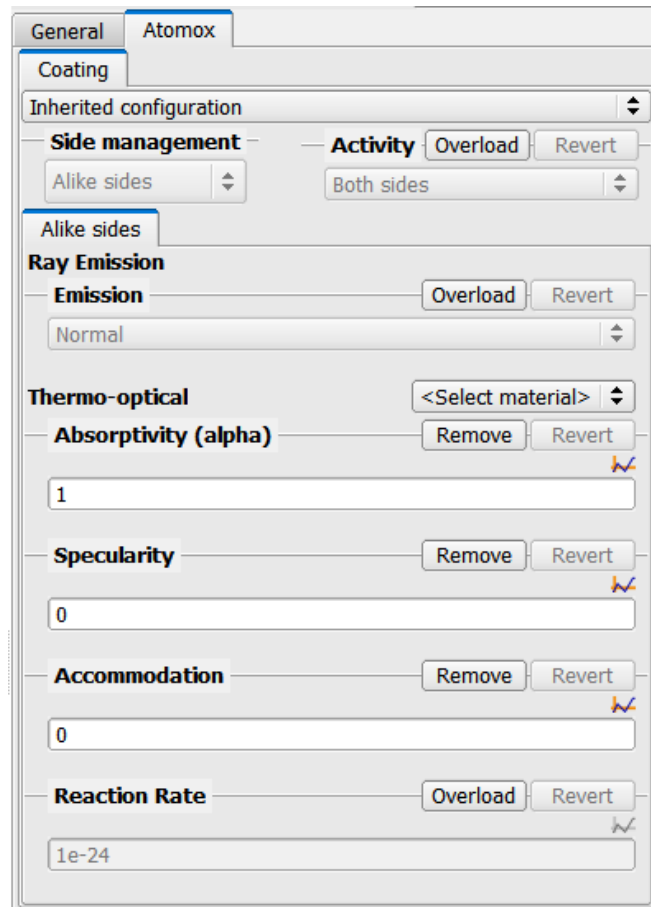 General Atomox
Coating
Inherited configuration
Side management Activity Overload Revert
Alike sides Both sides
Alike sides
Ray Emission
Emission Overload Revert
Normal
Thermo-optical <Select material>
Absorptivity (alpha) Remove Revert
1
Specularity Remove Revert
0
Accommodation Remove Revert
0
Reaction Rate Overload Revert
1e-24